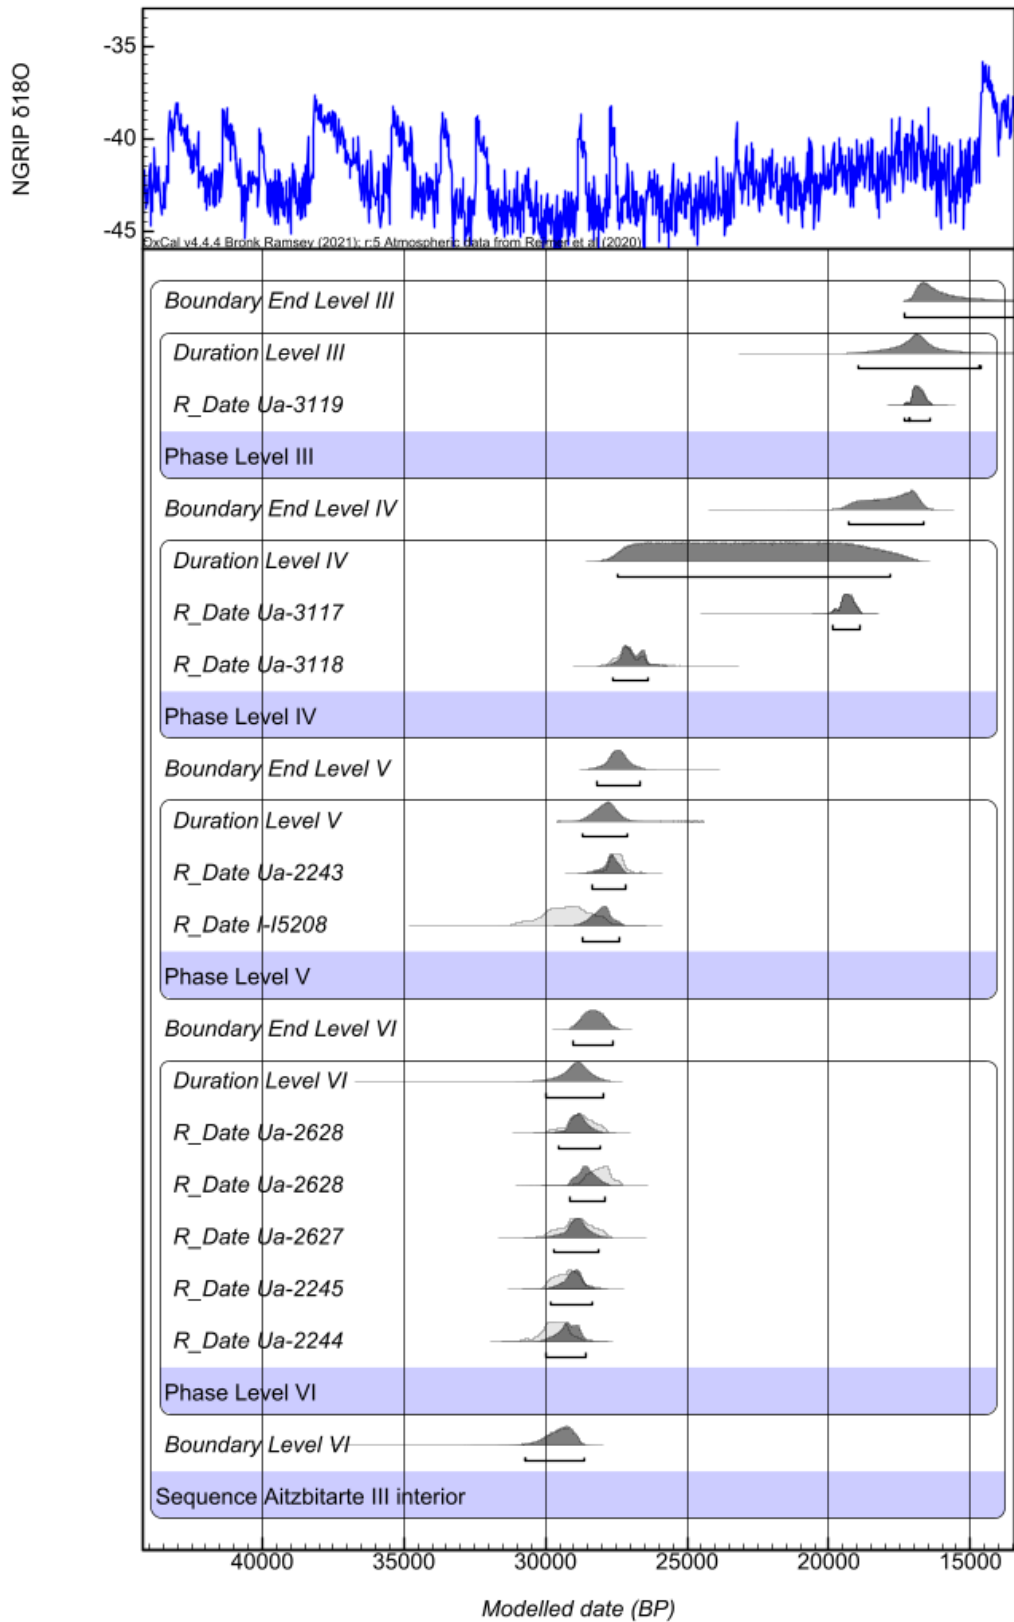 NGRIP δ18O
-35
-40
-45
OxCal v4.4.4 Bronk Ramsey (2021); r:5 Atmospheric data from Reimer et al (2020)
Boundary End Level III
Duration Level III
R_Date Ua-3119
Phase Level III
Boundary End Level IV
Duration Level IV
R_Date Ua-3117
R_Date Ua-3118
Phase Level IV
Boundary End Level V
Duration Level V
R_Date Ua-2243
R_Date I-I5208
Phase Level V
Boundary End Level VI
Duration Level VI
R_Date Ua-2628
R_Date Ua-2628
R_Date Ua-2627
R_Date Ua-2245
R_Date Ua-2244
Phase Level VI
Boundary Level VI
Sequence Aitzbitarte III interior
40000 35000 30000 25000 20000 15000
Modelled date (BP)